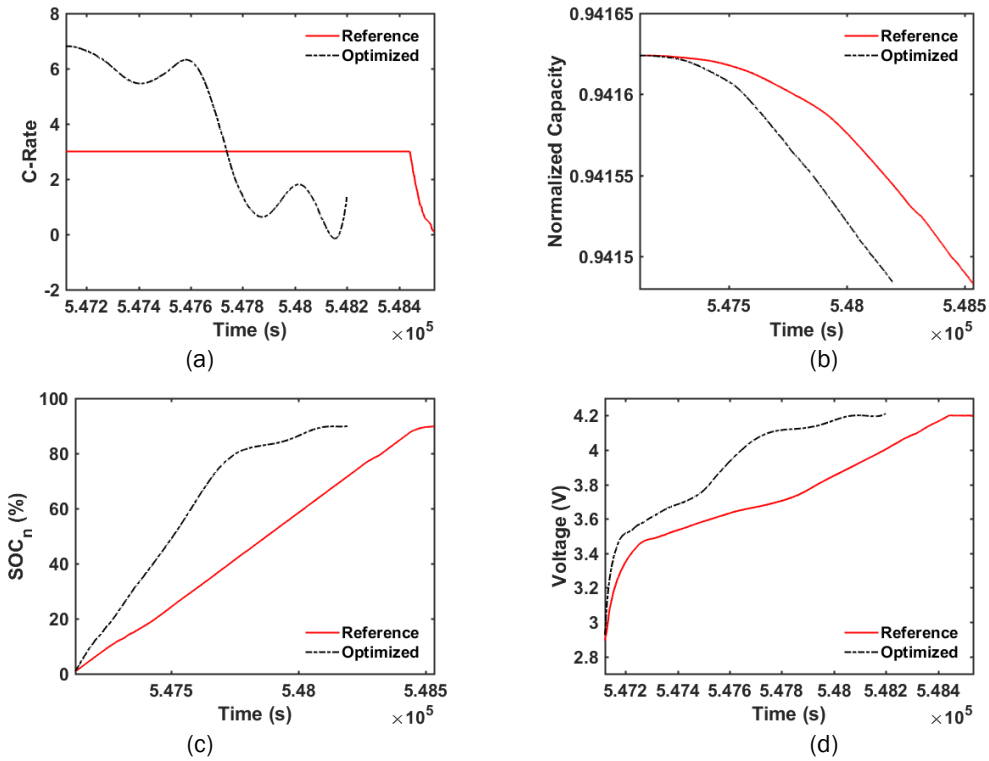 8
6
4
2
0
-2
C-Rate
Reference
Optimized
5.472 5.474 5.476 5.478 5.48 5.482 5.484
Time (s)
×10⁵
(a)
0.94165
0.9416
0.94155
0.9415
Normalized Capacity
Reference
Optimized
5.475 5.48 5.485
Time (s)
×10⁵
(b)
100
80
60
40
20
0
SOCₙ (%)
Reference
Optimized
5.475 5.48 5.485
Time (s)
×10⁵
(c)
4.2
4
3.8
3.6
3.4
3.2
3
2.8
Voltage (V)
Reference
Optimized
5.472 5.474 5.476 5.478 5.48 5.482 5.484
Time (s)
×10⁵
(d)